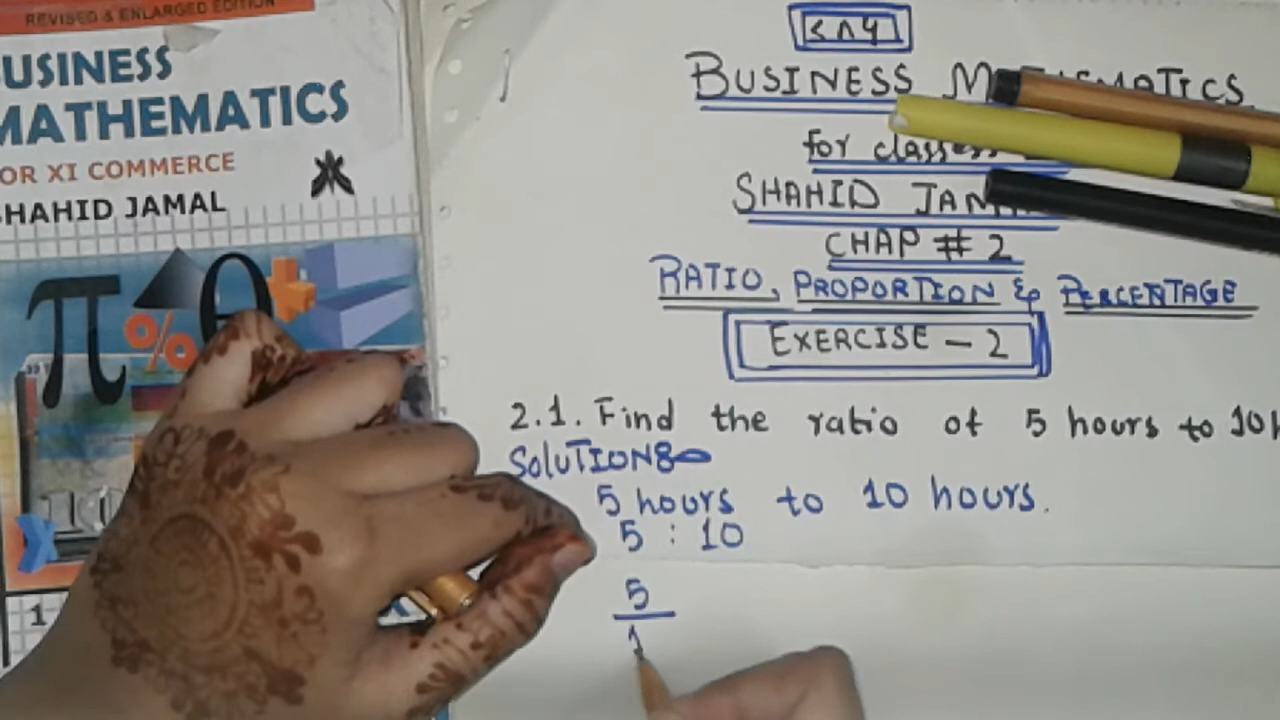 REVISED & ENLARGED EDITION
USINESS
MATHEMATICS
OR XI COMMERCE
SHAHID JAMAL
π % θ
BUSINESS
for
SHAHID
CHAP # 2
RATIO, PROPORTION & PERCENTAGE
EXERCISE - 2
2.1. Find the ratio of 5 hours to 10
SOLUTION:-
5 hours to 10 hours.
5 : 10
5
1